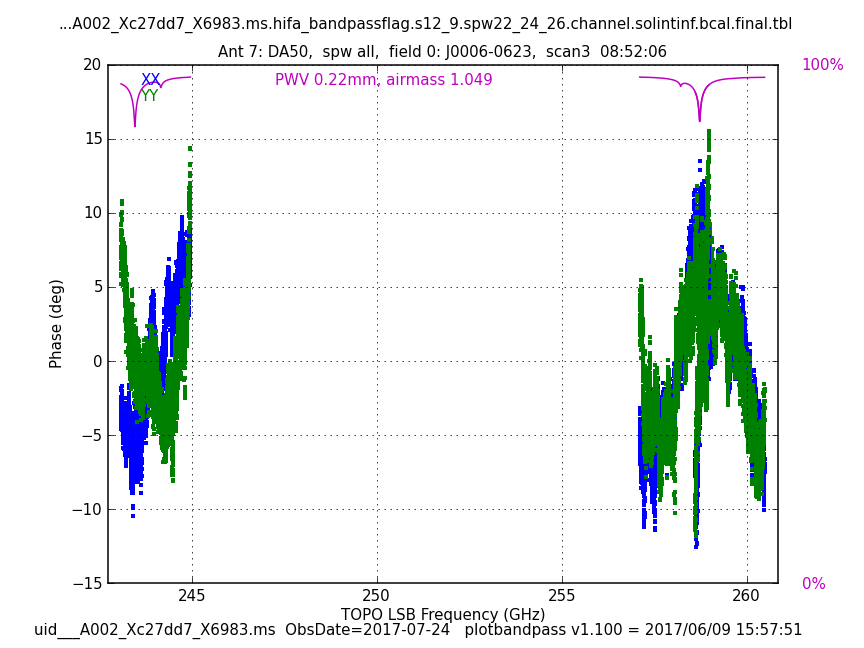 ...A002_Xc27dd7_X6983.ms.hifa_bandpassflag.s12_9.spw22_24_26.channel.solintinf.bcal.final.tbl
Ant 7: DA50,  spw all,  field 0: J0006-0623,  scan3  08:52:06
20
100%
XX
PWV 0.22mm, airmass 1.049
YY
15
10
5
0
Phase (deg)
−5
−10
−15
0%
245
250
255
260
TOPO LSB Frequency (GHz)
uid___A002_Xc27dd7_X6983.ms  ObsDate=2017-07-24   plotbandpass v1.100 = 2017/06/09 15:57:51